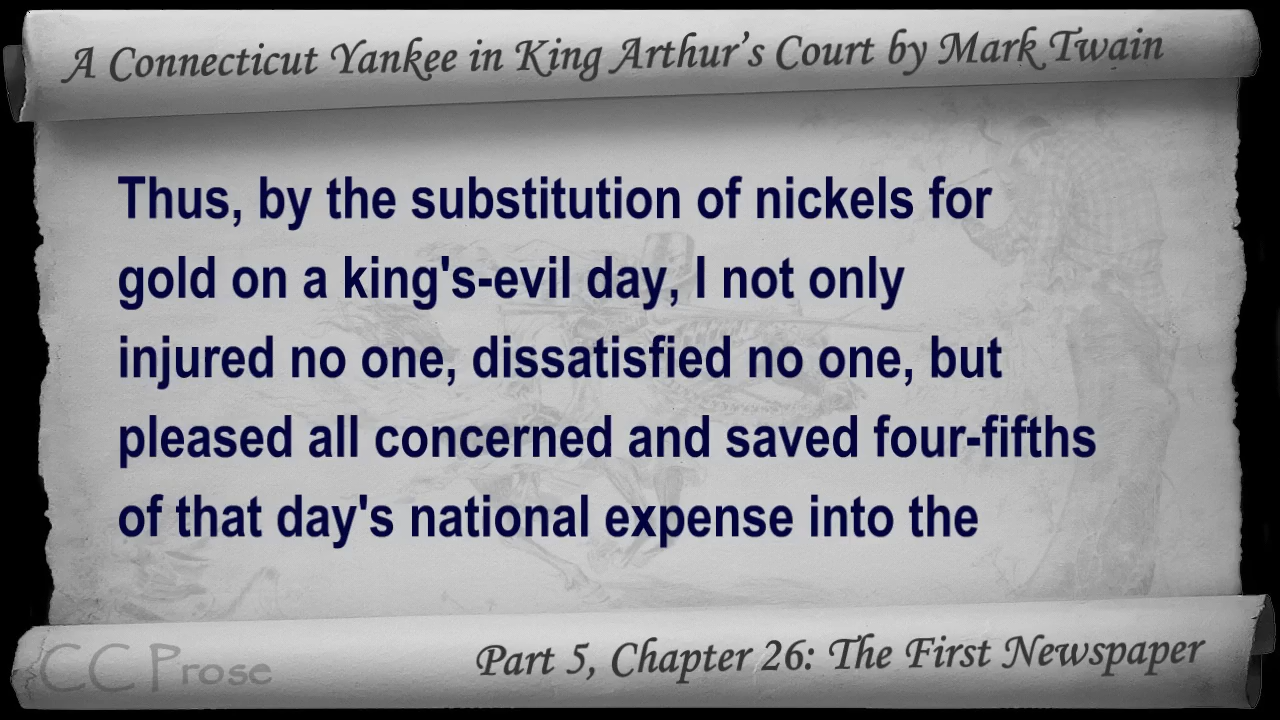 A Connecticut Yankee in King Arthur's Court by Mark Twain
Thus, by the substitution of nickels for
gold on a king's-evil day, I not only
injured no one, dissatisfied no one, but
pleased all concerned and saved four-fifths
of that day's national expense into the
CC Prose
Part 5, Chapter 26: The First Newspaper